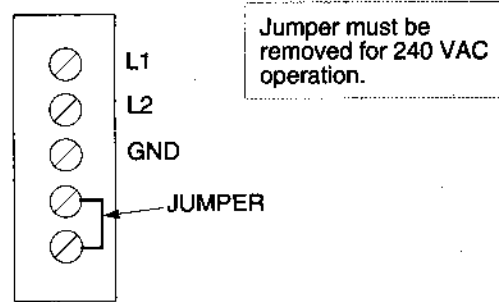 L1
L2
GND
JUMPER
Jumper must be
removed for 240 VAC
operation.